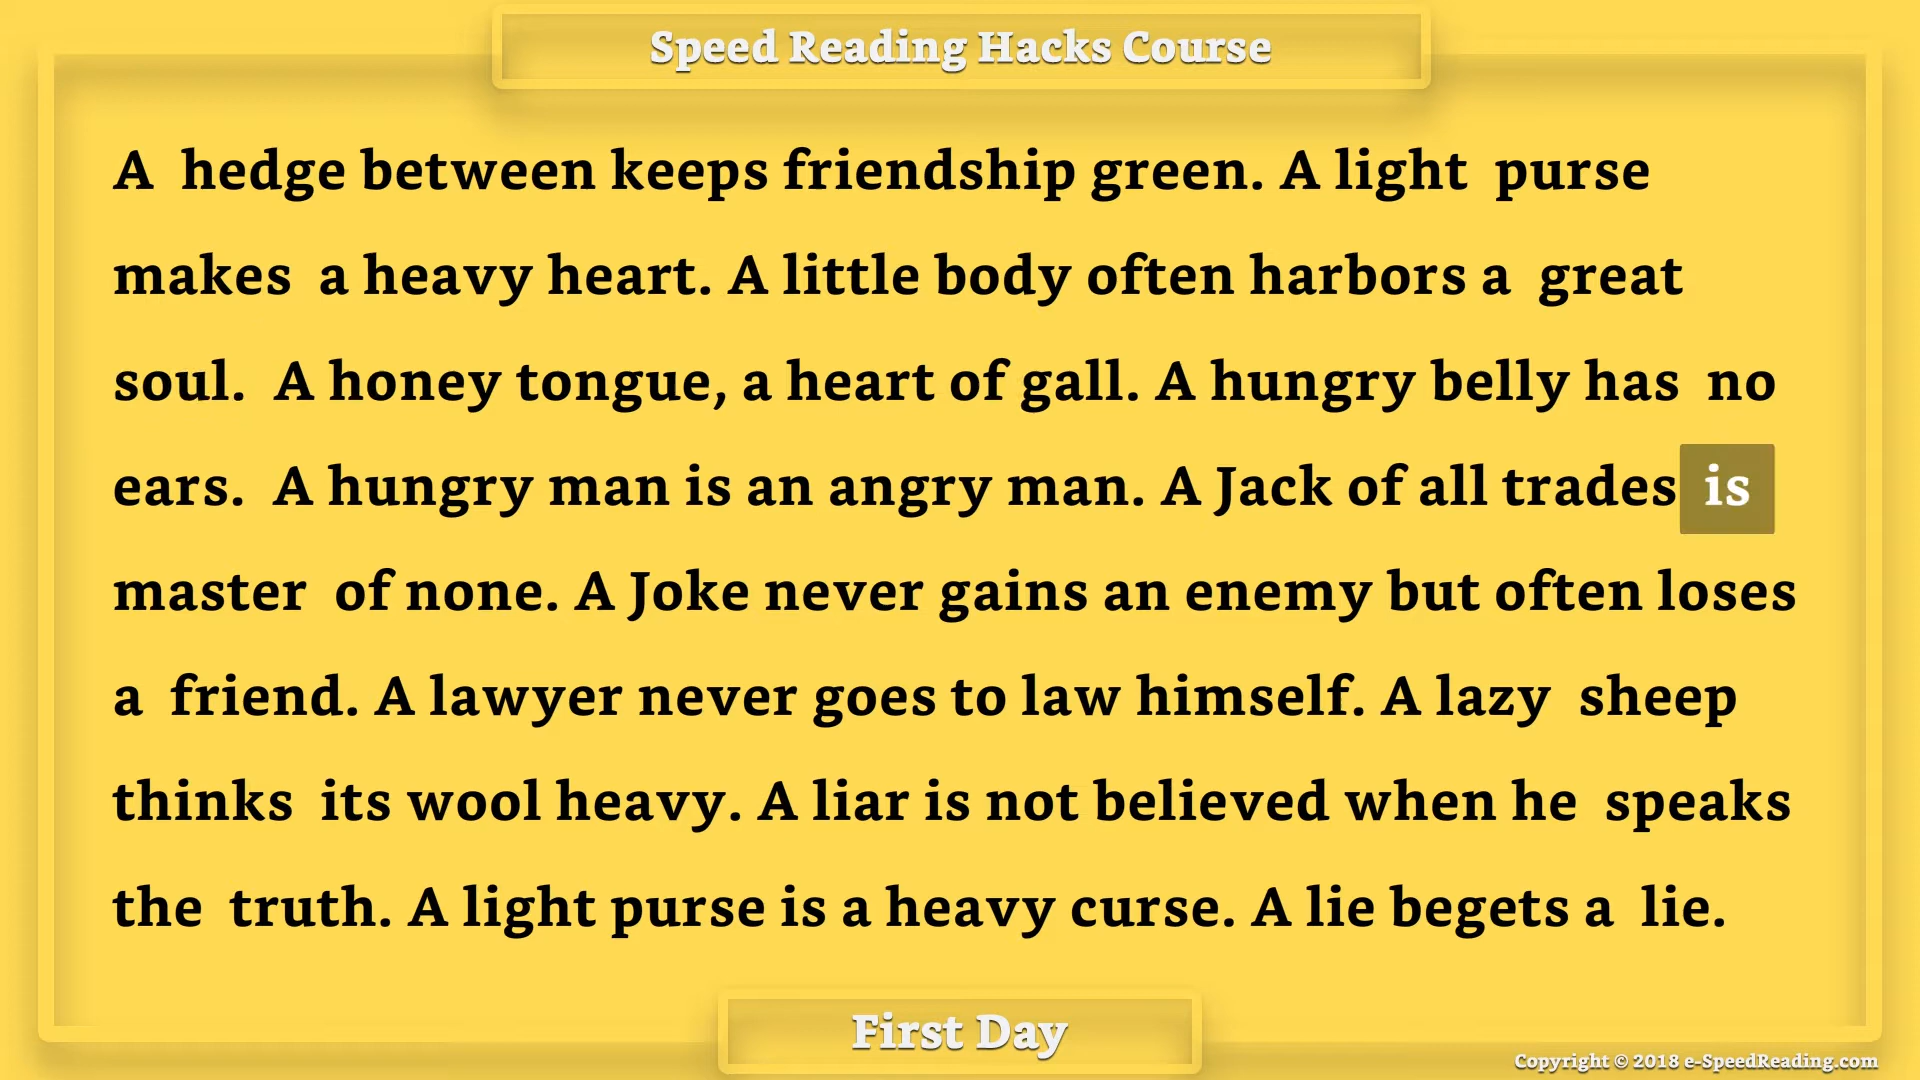 Speed Reading Hacks Course
A hedge between keeps friendship green. A light purse
makes a heavy heart. A little body often harbors a great
soul. A honey tongue, a heart of gall. A hungry belly has no
ears. A hungry man is an angry man. A Jack of all trades is
master of none. A Joke never gains an enemy but often loses
a friend. A lawyer never goes to law himself. A lazy sheep
thinks its wool heavy. A liar is not believed when he speaks
the truth. A light purse is a heavy curse. A lie begets a lie.
First Day
Copyright © 2018 e-SpeedReading.com